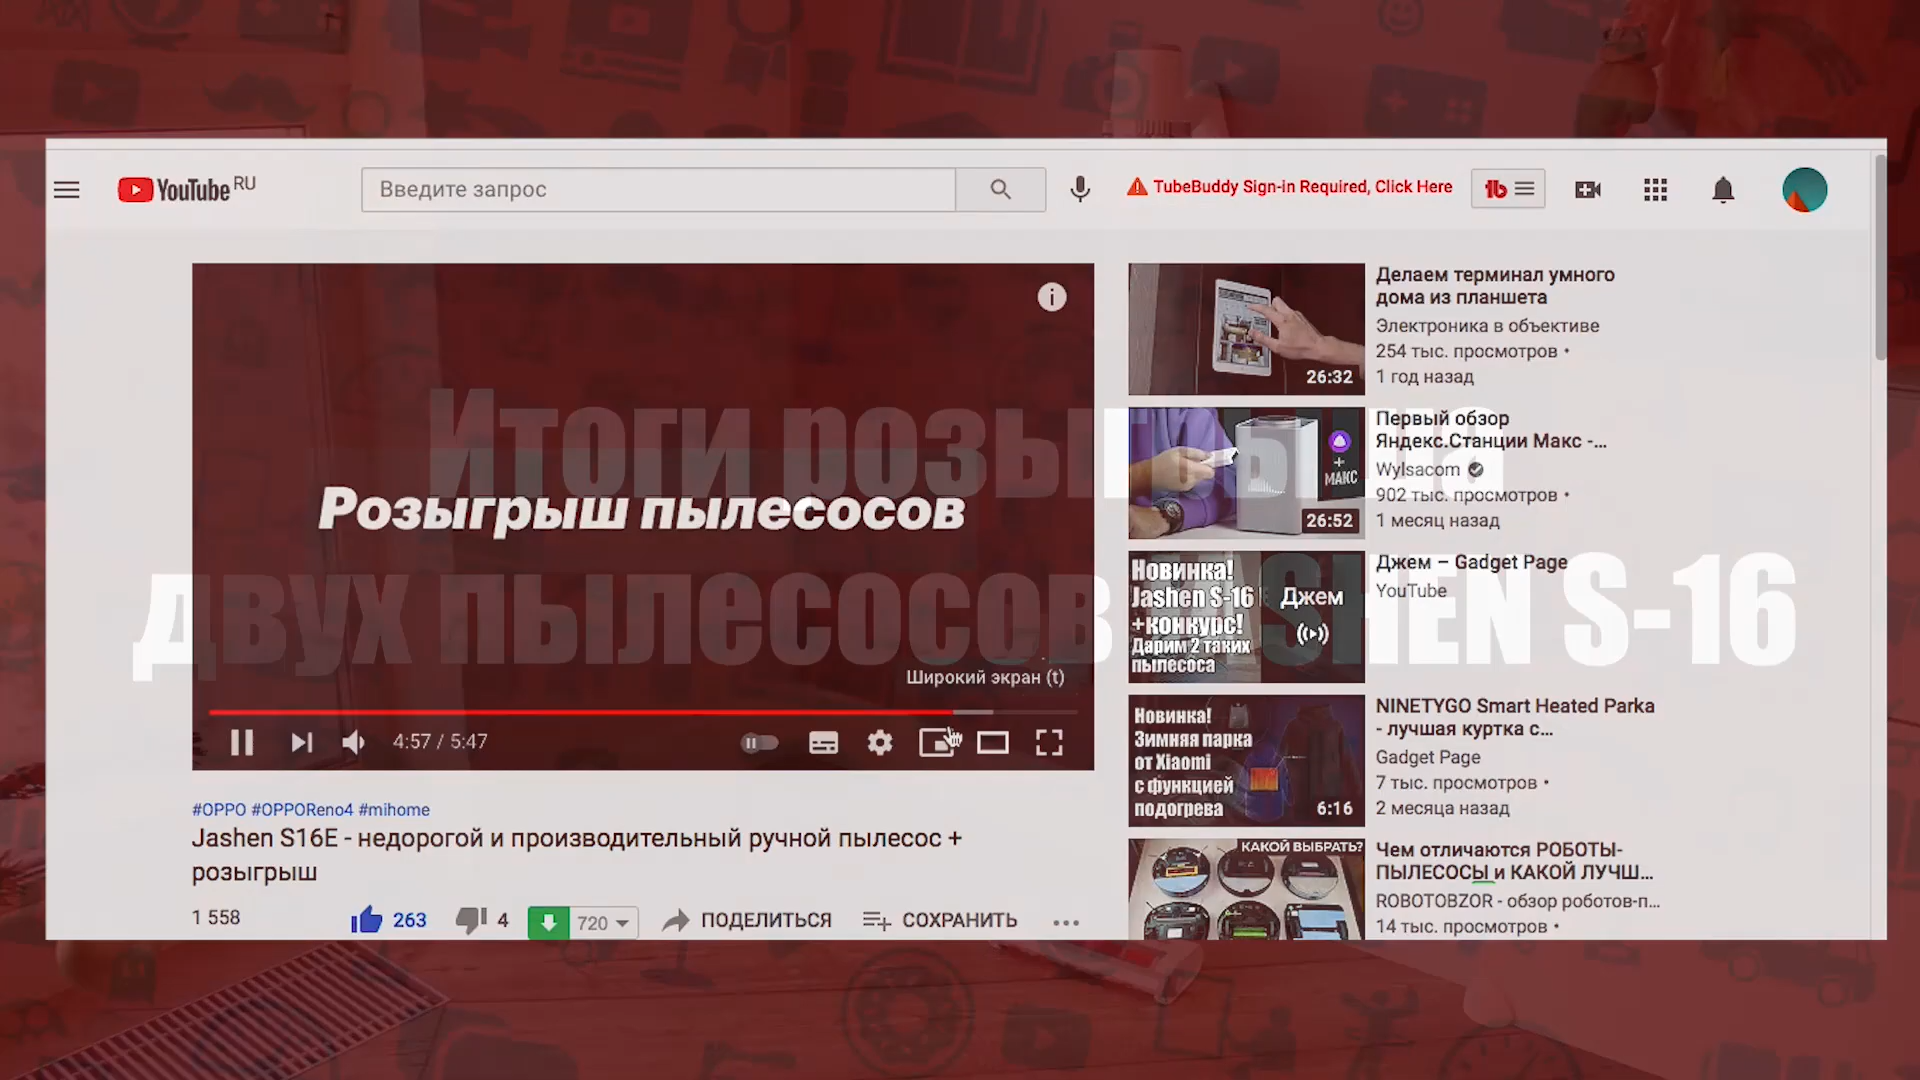 YouTube RU
Введите запрос
TubeBuddy Sign-in Required, Click Here
Итоги розыгрыша
двух пылесосов JASHEN S-16
Розыгрыш пылесосов
Широкий экран (t)
4:57 / 5:47
#OPPO #OPPOReno4 #mihome
Jashen S16E - недорогой и производительный ручной пылесос +
розыгрыш
1 558
263
4
720
ПОДЕЛИТЬСЯ
СОХРАНИТЬ
26:32
Делаем терминал умного
дома из планшета
Электроника в объективе
254 тыс. просмотров •
1 год назад
+
МАКС
26:52
Первый обзор
Яндекс.Станции Макс -...
Wylsacom
902 тыс. просмотров •
1 месяц назад
Новинка!
Jashen S-16
+конкурс!
Дарим 2 таких
пылесоса
Джем
Джем – Gadget Page
YouTube
Новинка!
Зимняя парка
от Xiaomi
с функцией
подогрева
6:16
NINETYGO Smart Heated Parka
- лучшая куртка с...
Gadget Page
7 тыс. просмотров •
2 месяца назад
КАКОЙ ВЫБРАТЬ?
Чем отличаются РОБОТЫ-
ПЫЛЕСОСЫ и КАКОЙ ЛУЧШ...
ROBOTOBZOR - обзор роботов-п...
14 тыс. просмотров •